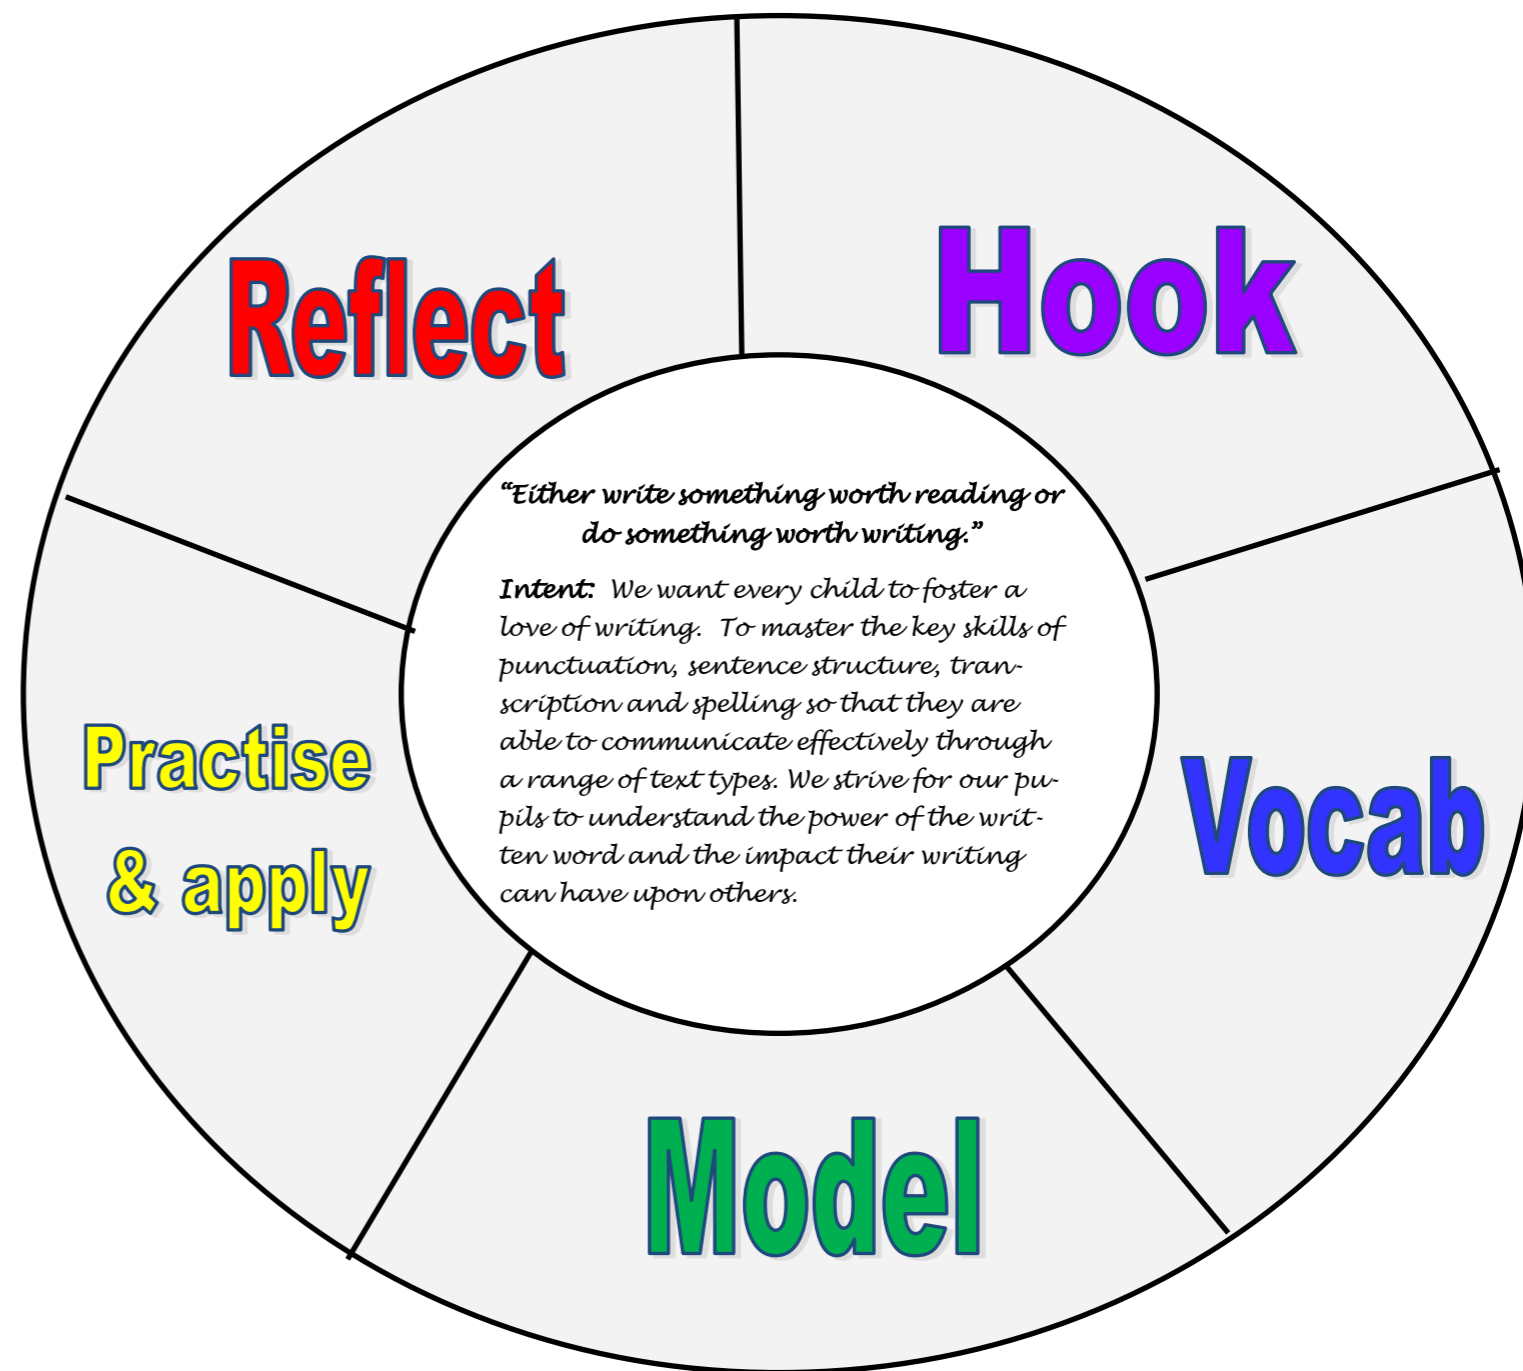 Reflect
Hook
“Either write something worth reading or
do something worth writing.”
Intent:  We want every child to foster a
love of writing.  To master the key skills of
punctuation, sentence structure, tran-
scription and spelling so that they are
able to communicate effectively through
a range of text types. We strive for our pu-
pils to understand the power of the writ-
ten word and the impact their writing
can have upon others.
Practise
& apply
Vocab
Model